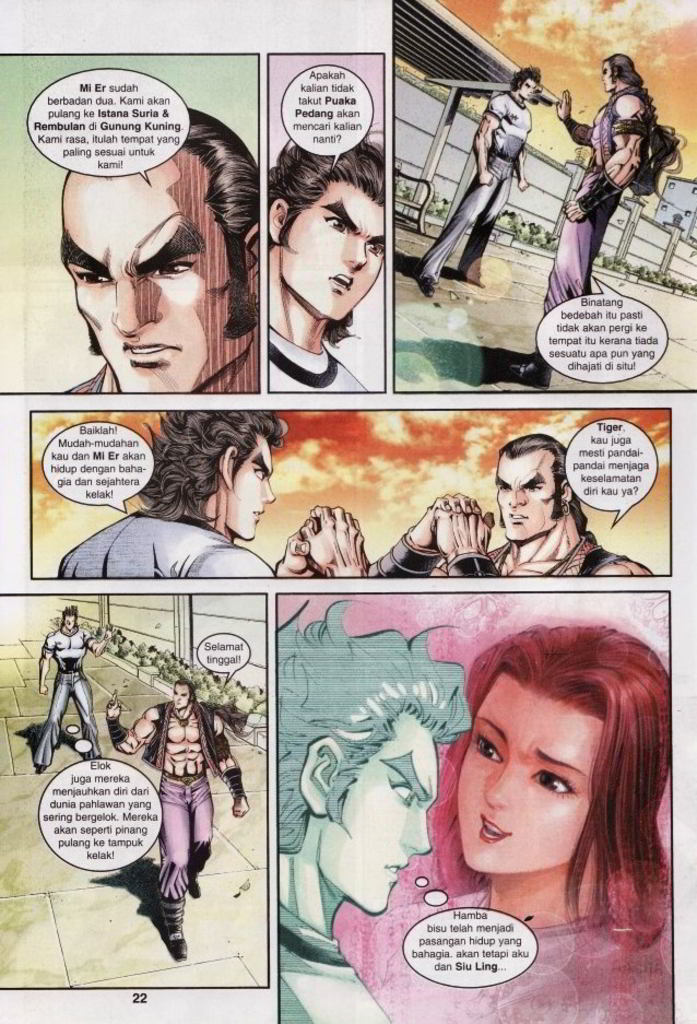 Mi Er sudah
berbadan dua. Kami akan
pulang ke Istana Suria &
Rembulan di Gunung Kuning.
Kami rasa, itulah tempat yang
paling sesuai untuk
kami!
Apakah
kalian tidak
takut Puaka
Pedang akan
mencari kalian
nanti?
Binatang
bedebah itu pasti
tidak akan pergi ke
tempat itu kerana tiada
sesuatu apa pun yang
dihajati di situ!
Baiklah!
Mudah-mudahan
kau dan Mi Er akan
hidup dengan baha-
gia dan sejahtera
kelak!
Tiger,
kau juga
mesti pandai-
pandai menjaga
keselamatan
diri kau ya?
Selamat
tinggal!
Elok
juga mereka
menjauhkan diri dari
dunia pahlawan yang
sering bergelok. Mereka
akan seperti pinang
pulang ke tampuk
kelak!
Hamba
bisu telah menjadi
pasangan hidup yang
bahagia. akan tetapi aku
dan Siu Ling...
22